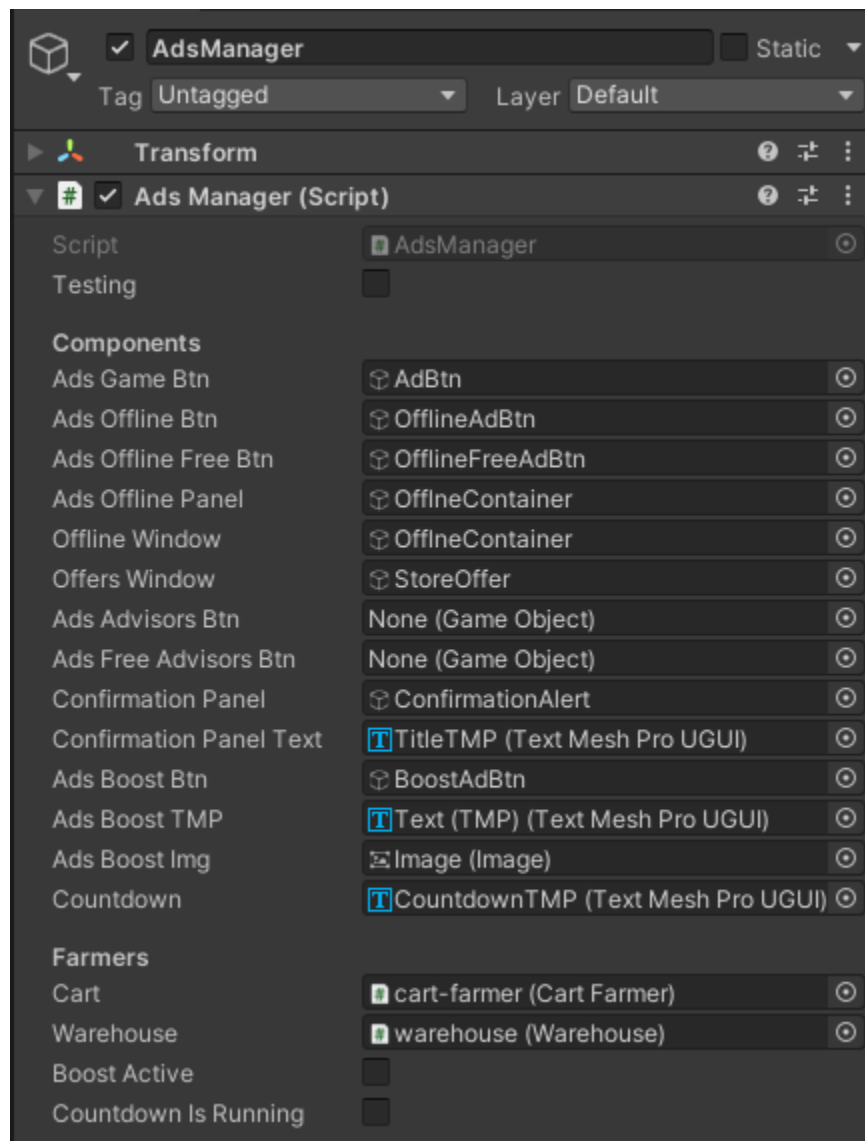 AdsManager Static
Tag Untagged Layer Default
Transform
# Ads Manager (Script)
Script # AdsManager
Testing
Components
Ads Game Btn AdBtn
Ads Offline Btn OfflineAdBtn
Ads Offline Free Btn OfflineFreeAdBtn
Ads Offline Panel OfflneContainer
Offline Window OfflneContainer
Offers Window StoreOffer
Ads Advisors Btn None (Game Object)
Ads Free Advisors Btn None (Game Object)
Confirmation Panel ConfirmationAlert
Confirmation Panel Text TitleTMP (Text Mesh Pro UGUI)
Ads Boost Btn BoostAdBtn
Ads Boost TMP Text (TMP) (Text Mesh Pro UGUI)
Ads Boost Img Image (Image)
Countdown CountdownTMP (Text Mesh Pro UGUI)
Farmers
Cart # cart-farmer (Cart Farmer)
Warehouse # warehouse (Warehouse)
Boost Active
Countdown Is Running